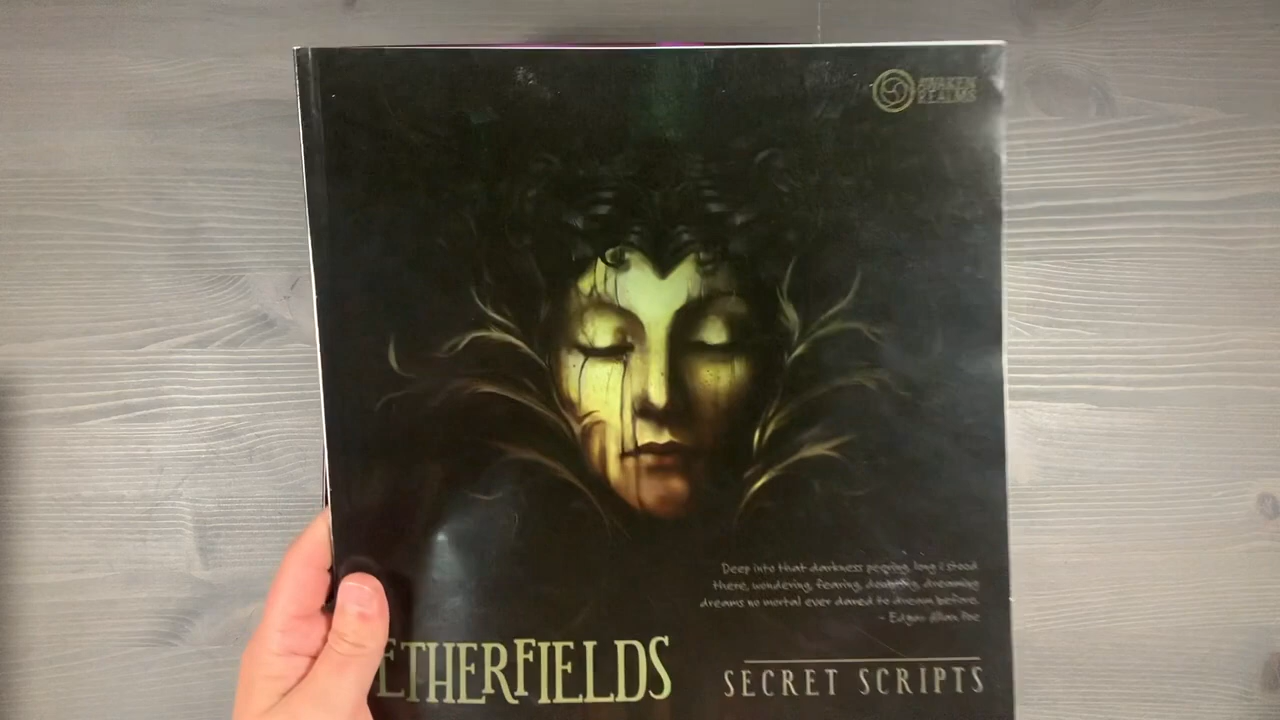 AWAKEN
REALMS
Deep into that darkness peering, long i stood
there, wondering, fearing, doubting, dreaming
dreams no mortal ever dared to dream before.
- Edgar Allan Poe
ETHERFIELDS
SECRET SCRIPTS